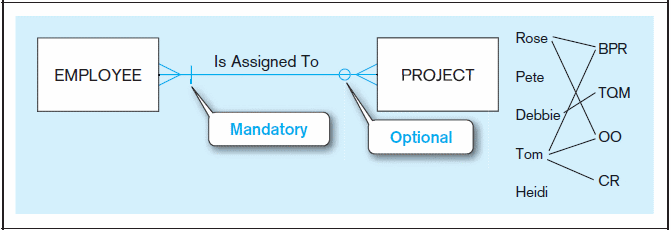 EMPLOYEE
Is Assigned To
PROJECT
Mandatory
Optional
Rose
Pete
Debbie
Tom
Heidi
BPR
TQM
OO
CR